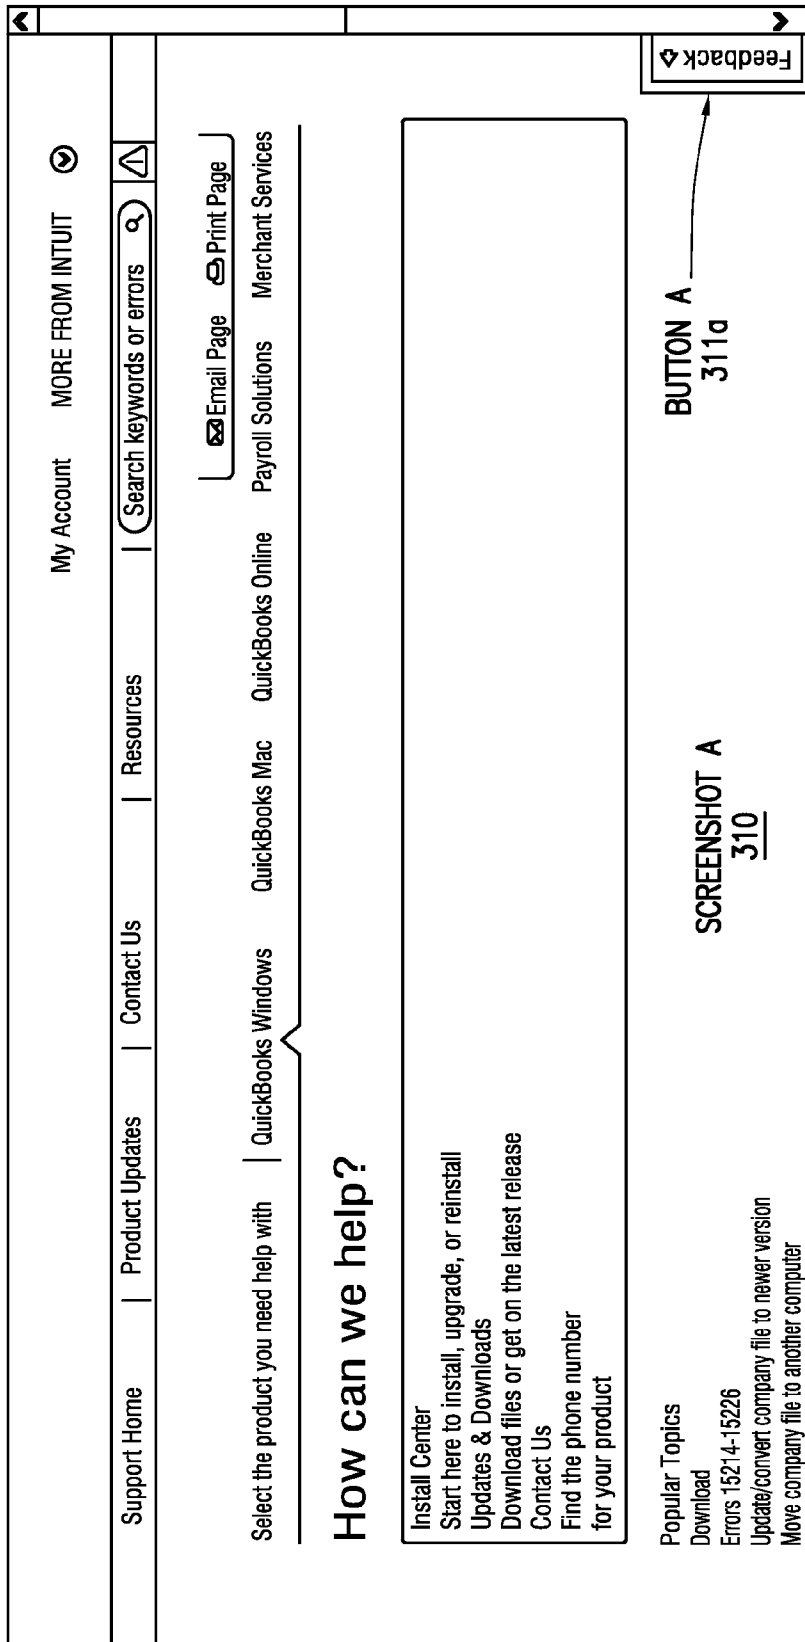 My Account MORE FROM INTUIT
Support Home | Product Updates | Contact Us | Resources | Search keywords or errors
Email Page Print Page
Select the product you need help with | QuickBooks Windows QuickBooks Mac QuickBooks Online Payroll Solutions Merchant Services
How can we help?
Install Center
Start here to install, upgrade, or reinstall
Updates & Downloads
Download files or get on the latest release
Contact Us
Find the phone number
for your product
Popular Topics
Download
Errors 15214-15226
Update/convert company file to newer version
Move company file to another computer
SCREENSHOT A
310
BUTTON A
311a
Feedback